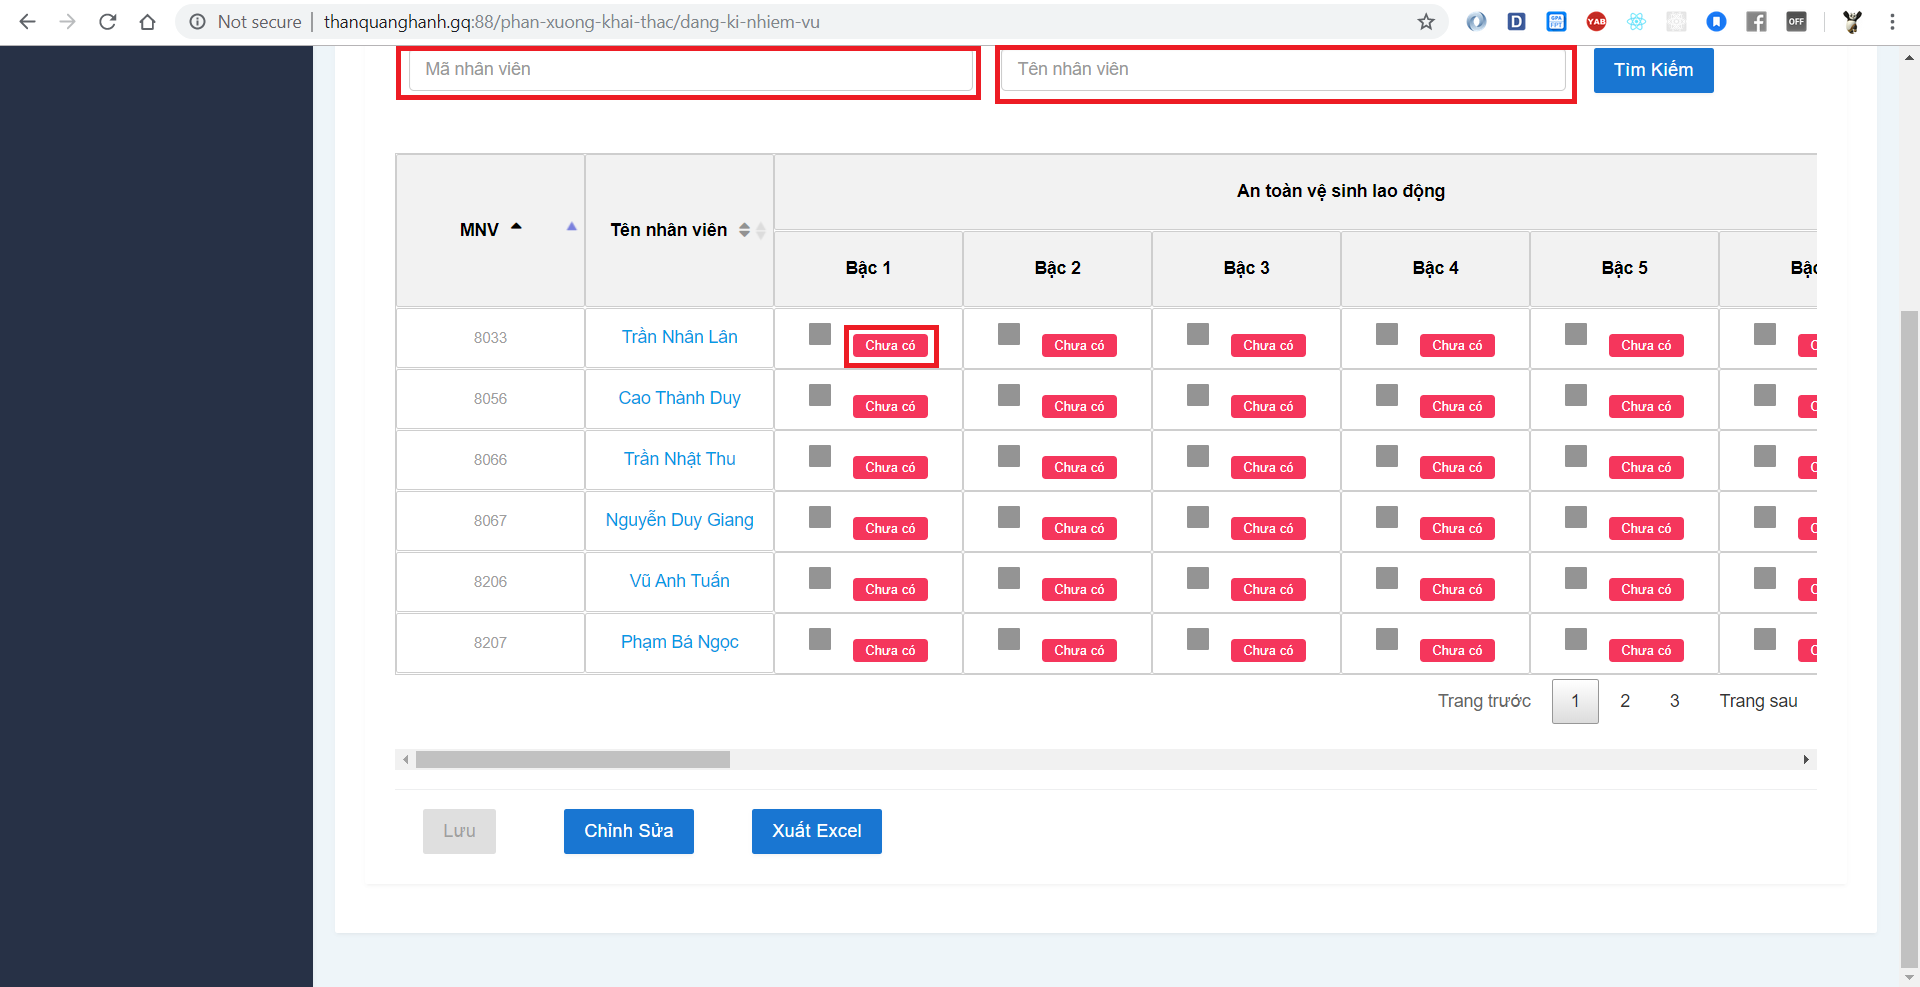 Not secure | thanquanghanh.gq:88/phan-xuong-khai-thac/dang-ki-nhiem-vu
D YAB OFF
Mã nhân viên Tên nhân viên Tìm Kiếm
An toàn vệ sinh lao động
MNV Tên nhân viên
Bậc 1 Bậc 2 Bậc 3 Bậc 4 Bậc 5
8033 Trần Nhân Lân Chưa có Chưa có Chưa có Chưa có Chưa có
8056 Cao Thành Duy Chưa có Chưa có Chưa có Chưa có Chưa có
8066 Trần Nhật Thu Chưa có Chưa có Chưa có Chưa có Chưa có
8067 Nguyễn Duy Giang Chưa có Chưa có Chưa có Chưa có Chưa có
8206 Vũ Anh Tuấn Chưa có Chưa có Chưa có Chưa có Chưa có
8207 Phạm Bá Ngọc Chưa có Chưa có Chưa có Chưa có Chưa có
Trang trước 1 2 3 Trang sau
Lưu Chỉnh Sửa Xuất Excel